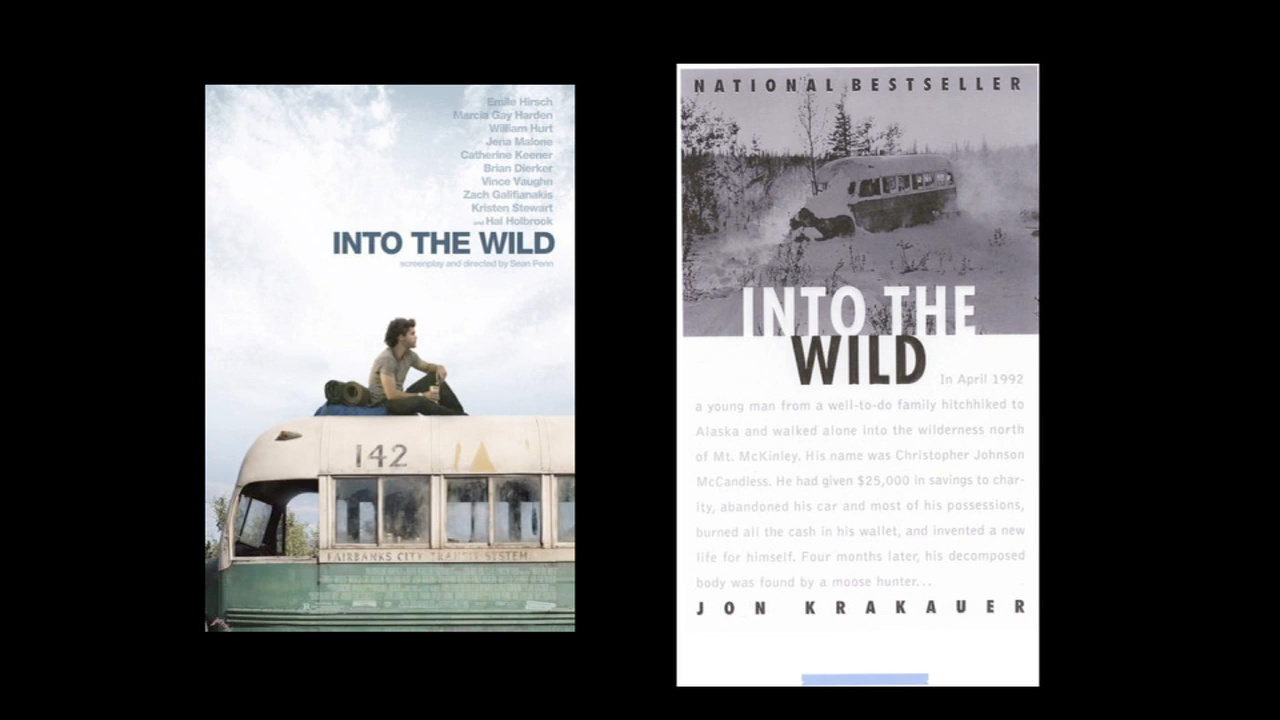 Emile Hirsch
Marcia Gay Harden
William Hurt
Jena Malone
Catherine Keener
Brian Dierker
Vince Vaughn
Zach Galifianakis
Kristen Stewart
and Hal Holbrook
INTO THE WILD
screenplay and directed by Sean Penn
142
FAIRBANKS CITY TRANSIT SYSTEM
NATIONAL BESTSELLER
INTO THE
WILD
In April 1992
a young man from a well-to-do family hitchhiked to
Alaska and walked alone into the wilderness north
of Mt. McKinley. His name was Christopher Johnson
McCandless. He had given $25,000 in savings to char-
ity, abandoned his car and most of his possessions,
burned all the cash in his wallet, and invented a new
life for himself. Four months later, his decomposed
body was found by a moose hunter...
JON KRAKAUER